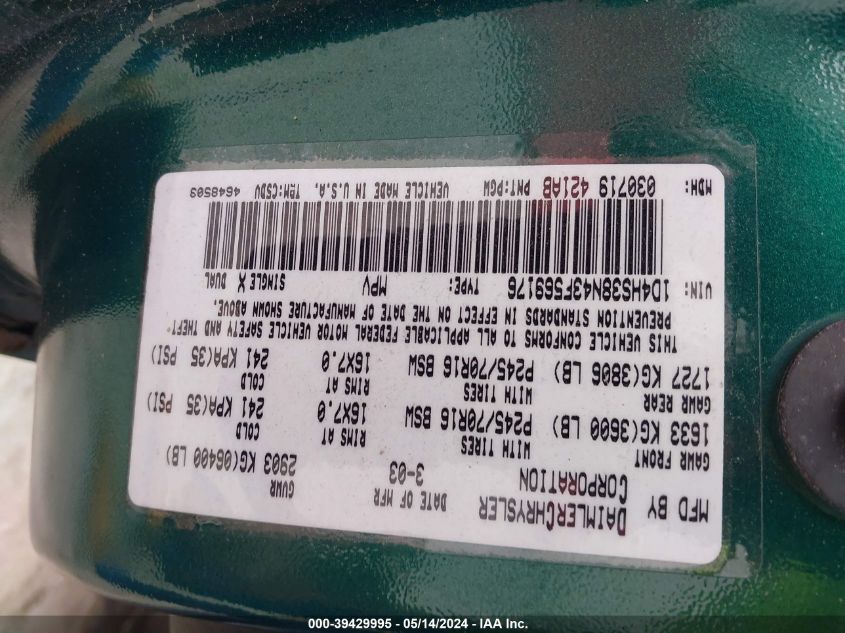 MFD BY DAIMLERCHRYSLER CORPORATION DATE OF MFR 3-03 GVWR 2903 KG(06400 LB)
GAWR FRONT WITH TIRES RIMS AT COLD
1633 KG(3600 LB) P245/70R16 BSW 16X7.0 241 KPA(35 PSI)
GAWR REAR WITH TIRES RIMS AT COLD
1727 KG(3806 LB) P245/70R16 BSW 16X7.0 241 KPA(35 PSI)
THIS VEHICLE CONFORMS TO ALL APPLICABLE FEDERAL MOTOR VEHICLE SAFETY AND THEFT
PREVENTION STANDARDS IN EFFECT ON THE DATE OF MANUFACTURE SHOWN ABOVE.
VIN: 1D4HS38N43F569176 TYPE: MPV SINGLE X DUAL
MDH: 030719 421AB PNT:PGW VEHICLE MADE IN U.S.A. TRM:CSDV 4648503
000-39429995 - 05/14/2024 - IAA Inc.